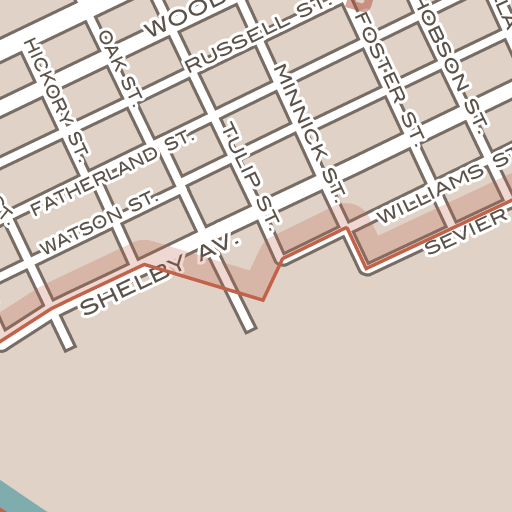 WOOD
RUSSELL ST.
HICKORY ST.
OAK ST.
FOSTER ST.
HOBSON ST.
MINNICK ST.
TULIP ST.
FATHERLAND ST.
WATSON ST.
WILLIAMS ST
SHELBY AV.
SEVIER